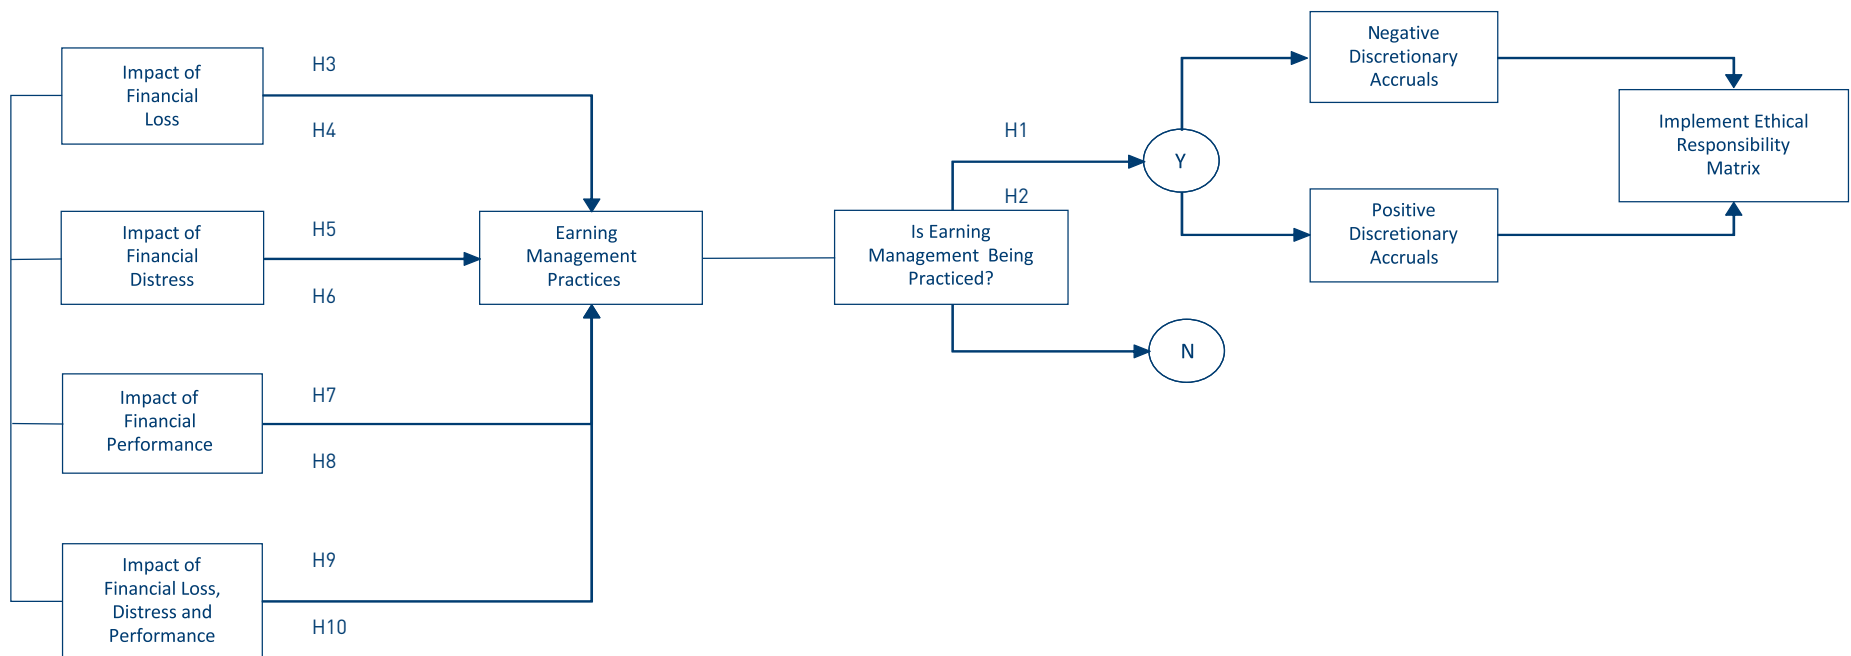 Impact of
Financial
Loss
H3
H4
Impact of
Financial
Distress
H5
H6
Impact of
Financial
Performance
H7
H8
Impact of
Financial Loss,
Distress and
Performance
H9
H10
Earning
Management
Practices
Is Earning
Management Being
Practiced?
H1
H2
Y
N
Negative
Discretionary
Accruals
Positive
Discretionary
Accruals
Implement Ethical
Responsibility
Matrix